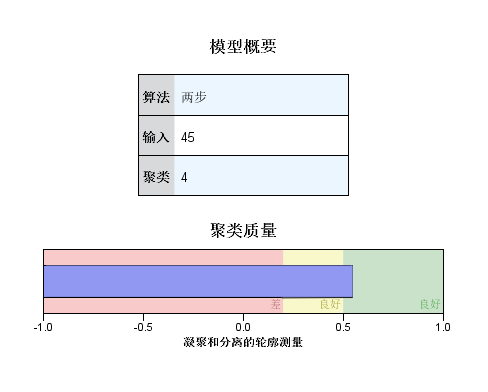 模型概要
算法 两步
输入 45
聚类 4
聚类质量
差 良好 良好
-1.0 -0.5 0.0 0.5 1.0
凝聚和分离的轮廓测量